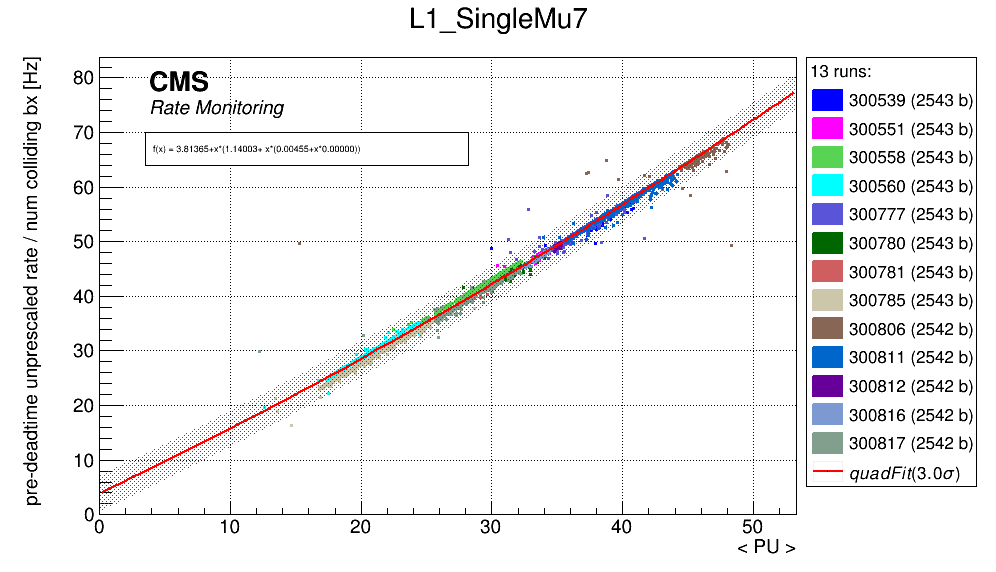 L1_SingleMu7
pre-deadtime unprescaled rate / num colliding bx [Hz]
80
70
60
50
40
30
20
10
0
CMS
Rate Monitoring
f(x) = 3.81365+x*(1.14003+ x*(0.00455+x*0.00000))
0 10 20 30 40 50
< PU >
13 runs:
300539 (2543 b)
300551 (2543 b)
300558 (2543 b)
300560 (2543 b)
300777 (2543 b)
300780 (2543 b)
300781 (2543 b)
300785 (2543 b)
300806 (2542 b)
300811 (2542 b)
300812 (2542 b)
300816 (2542 b)
300817 (2542 b)
quadFit(3.0σ)